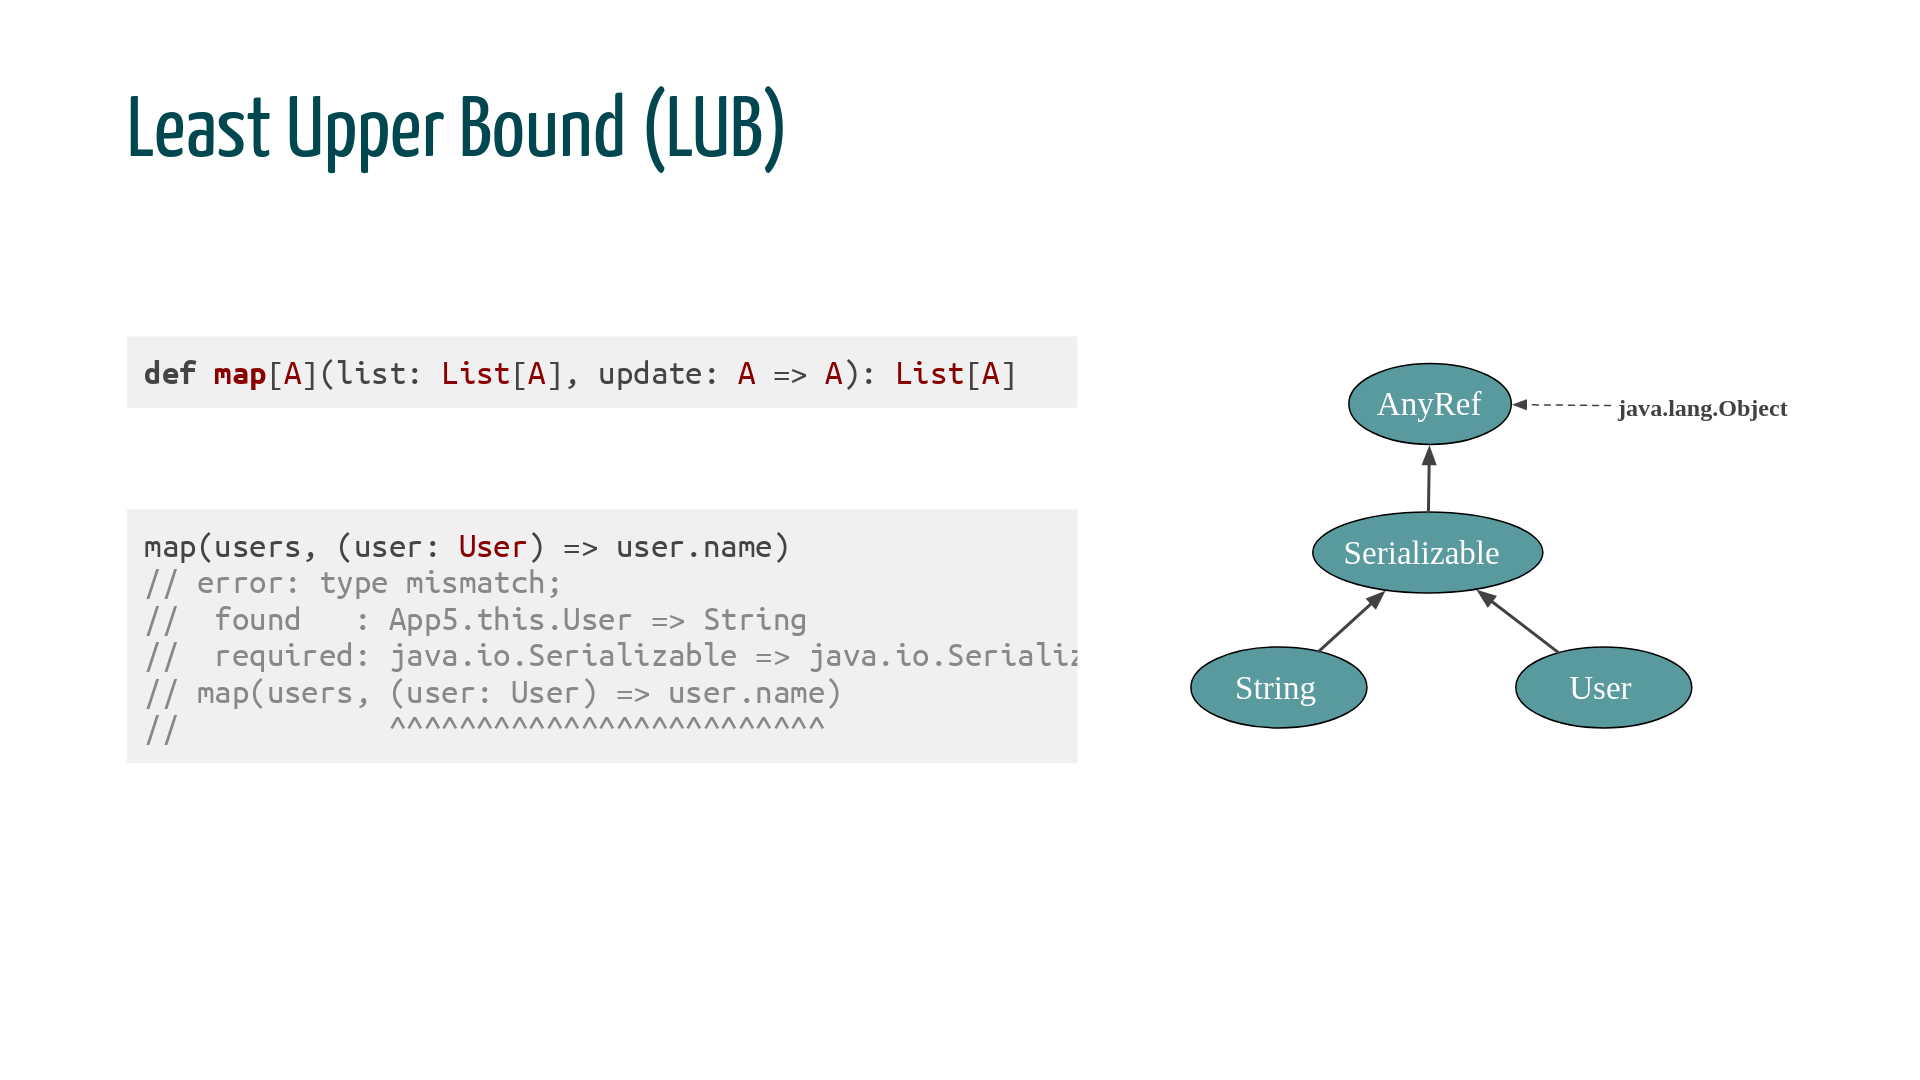 Least Upper Bound (LUB)
def map[A](list: List[A], update: A => A): List[A]
map(users, (user: User) => user.name)
// error: type mismatch;
//  found   : App5.this.User => String
//  required: java.io.Serializable => java.io.Serializ
// map(users, (user: User) => user.name)
//            ^^^^^^^^^^^^^^^^^^^^^^^^^
AnyRef
java.lang.Object
Serializable
String
User